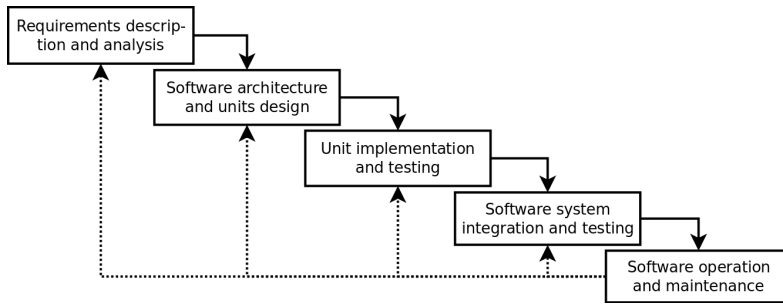 Requirements descrip-
tion and analysis
Software architecture
and units design
Unit implementation
and testing
Software system
integration and testing
Software operation
and maintenance